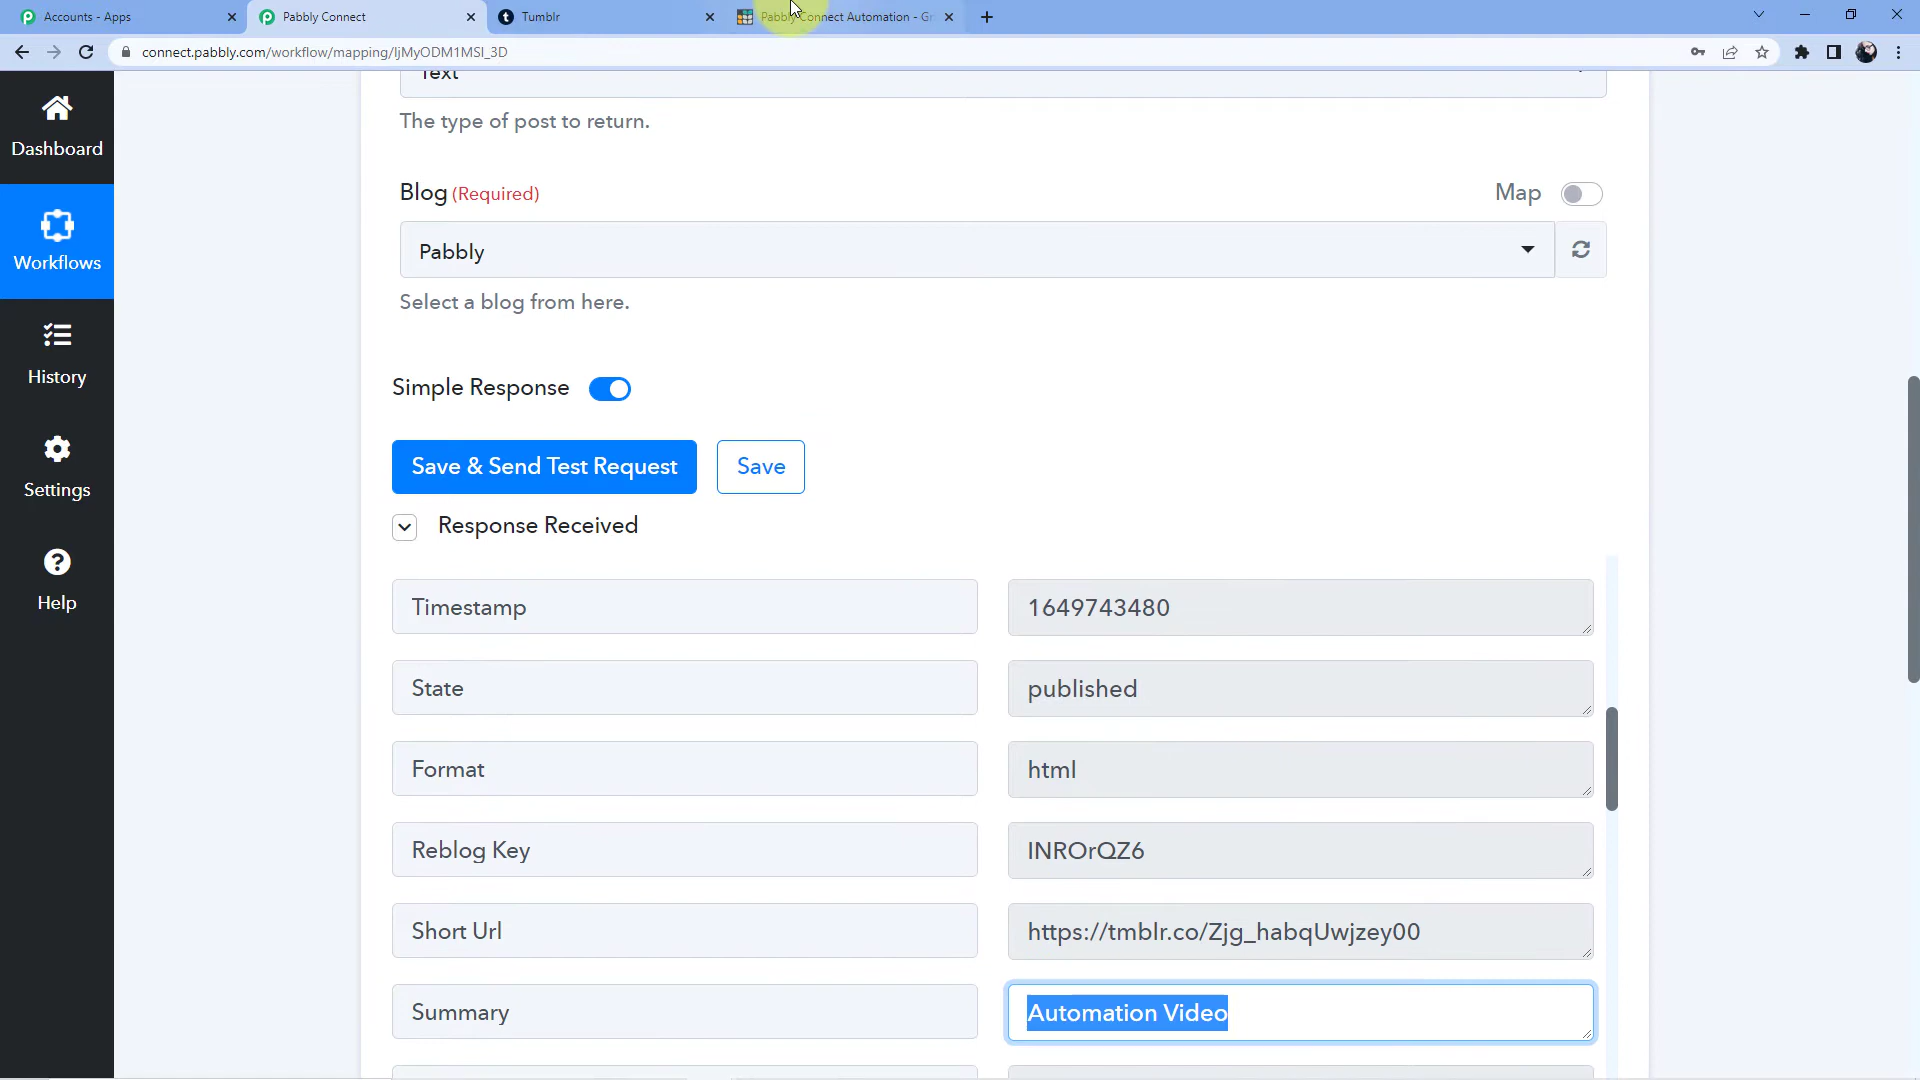 Accounts - Apps
Pabbly Connect
Tumblr
Pabbly Connect Automation - Gr
connect.pabbly.com/workflow/mapping/IjMyODM1MSI_3D
Text
The type of post to return.
Dashboard
Blog (Required)
Map
Workflows
Pabbly
Select a blog from here.
History
Simple Response
Save & Send Test Request
Save
Settings
Response Received
Help
Timestamp
1649743480
State
published
Format
html
Reblog Key
INROrQZ6
Short Url
https://tmblr.co/Zjg_habqUwjzey00
Summary
Automation Video